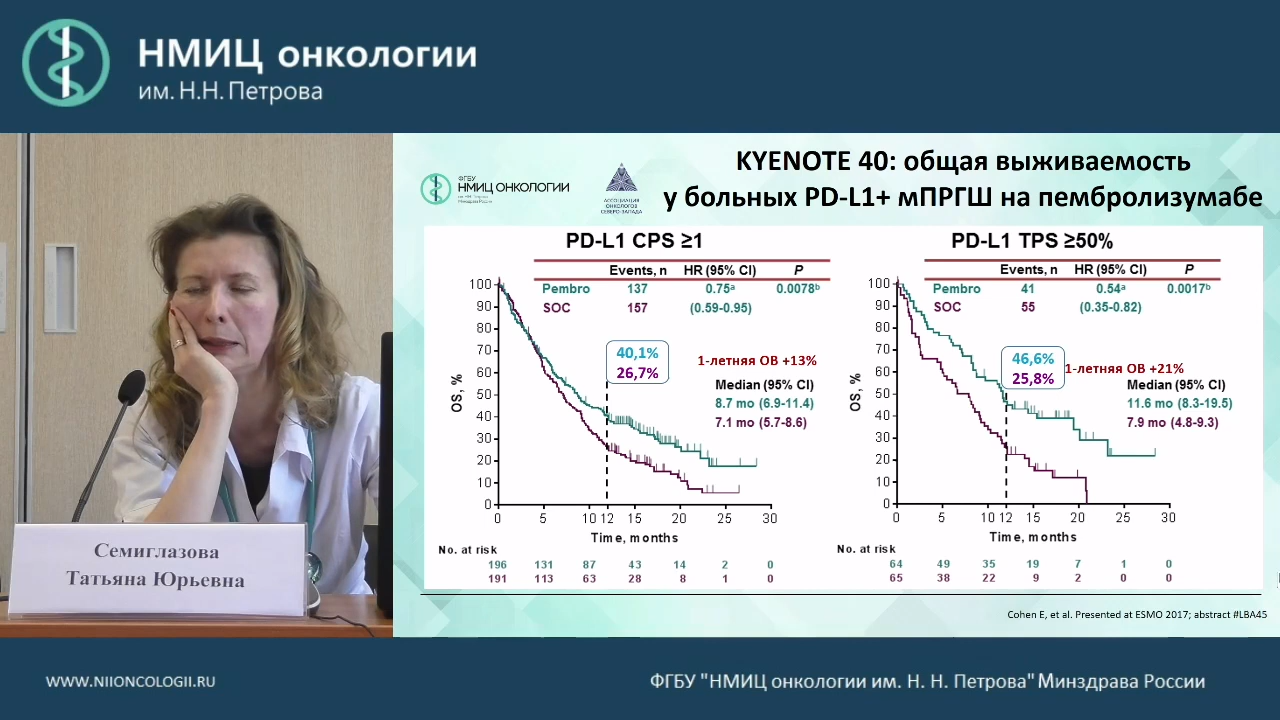 НМИЦ онкологии
им. Н.Н. Петрова
KYENOTE 40: общая выживаемость
у больных PD-L1+ мПРГШ на пембролизумабе
ФГБУ
НМИЦ ОНКОЛОГИИ
им. Н.Н. Петрова
Минздрава России
АССОЦИАЦИЯ
ОНКОЛОГОВ
СЕВЕРО-ЗАПАДА
PD-L1 CPS ≥1
Events, n HR (95% CI) P
Pembro 137 0.75ᵃ 0.0078ᵇ
SOC 157 (0.59-0.95)
100
90
80
70
60
50
40
30
20
10
0
OS, %
40,1%
26,7%
1-летняя ОВ +13%
Median (95% CI)
8.7 mo (6.9-11.4)
7.1 mo (5.7-8.6)
0 5 10 12 15 20 25 30
Time, months
No. at risk
196 131 87 43 14 2 0
191 113 63 28 8 1 0
PD-L1 TPS ≥50%
Events, n HR (95% CI) P
Pembro 41 0.54ᵃ 0.0017ᵇ
SOC 55 (0.35-0.82)
100
90
80
70
60
50
40
30
20
10
0
OS, %
46,6%
25,8%
1-летняя ОВ +21%
Median (95% CI)
11.6 mo (8.3-19.5)
7.9 mo (4.8-9.3)
0 5 10 12 15 20 25 30
Time, months
No. at risk
64 49 35 19 7 1 0
65 38 22 9 2 0 0
Cohen E, et al. Presented at ESMO 2017; abstract #LBA45
Семиглазова
Татьяна Юрьевна
WWW.NIIONCOLOGII.RU
ФГБУ "НМИЦ онкологии им. Н. Н. Петрова" Минздрава России